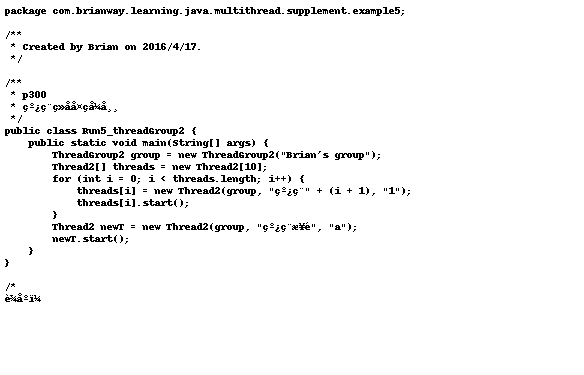 package com.brianway.learning.java.multithread.supplement.example5;
/**
 * Created by Brian on 2016/4/17.
 */
/**
 * p300
 * 
 */
public class Run5_threadGroup2 {
    public static void main(String[] args) {
        ThreadGroup2 group = new ThreadGroup2("Brian's group");
        Thread2[] threads = new Thread2[10];
        for (int i = 0; i < threads.length; i++) {
            threads[i] = new Thread2(group, "çº¿ç¨" + (i + 1), "1");
            threads[i].start();
        }
        Thread2 newT = new Thread2(group, "çº¿ç¨æ¥é", "a");
        newT.start();
    }
}
/*
è¾åºï¼